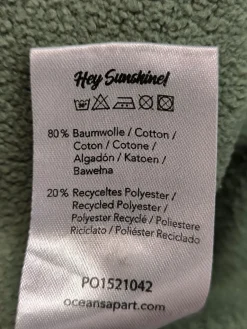 Hey Sunshine!
80% Baumwolle / Cotton /
Coton / Cotone /
Algodón / Katoen /
Bawełna
20% Recyceltes Polyester /
Recycled Polyester /
Polyester Recyclé / Poliestere
Riciclato / Poliéster Reciclado
PO1521042
oceansapart.com